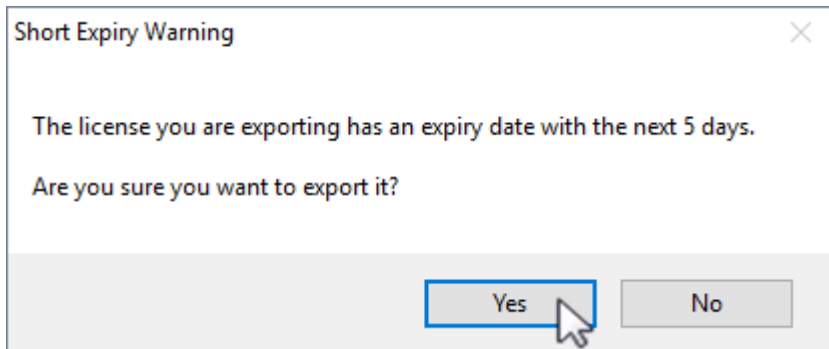 Short Expiry Warning
The license you are exporting has an expiry date with the next 5 days.
Are you sure you want to export it?
Yes
No